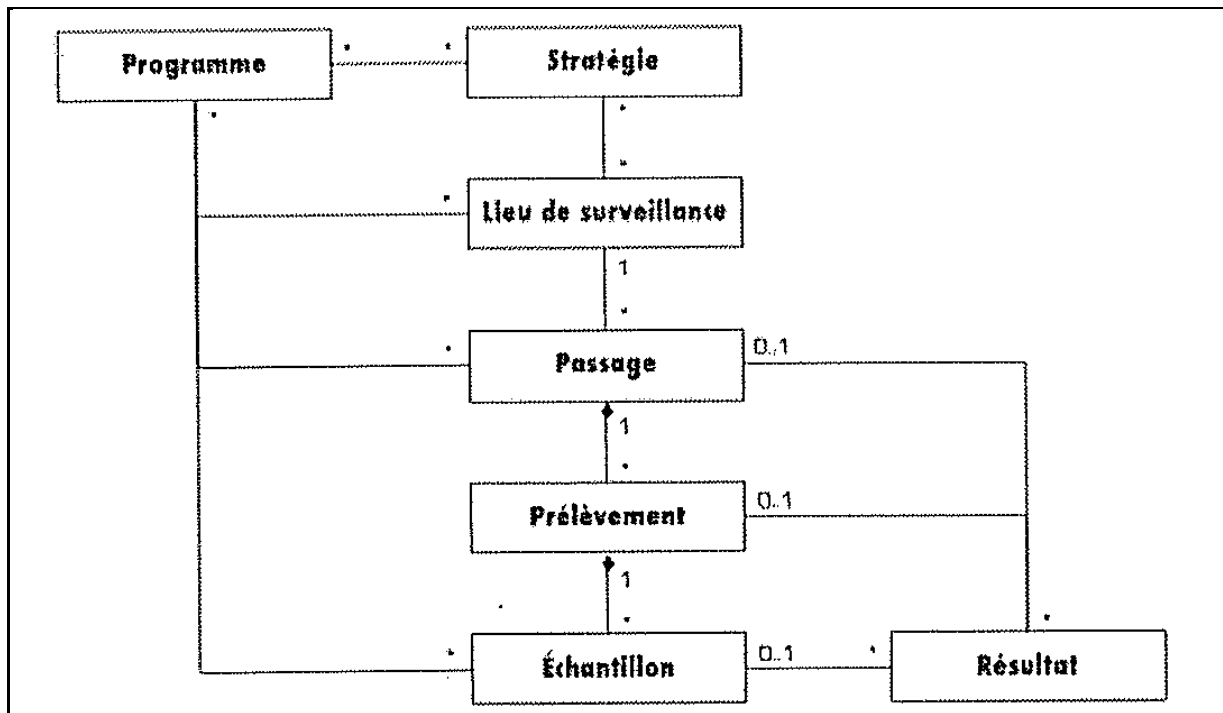 Programme
* *
Stratégie
*
*
*
*
Lieu de surveillance
1
*
*
Passage
0..1
1
*
Prélèvement
0..1
1
*
*
Échantillon
0..1
*
*
Résultat